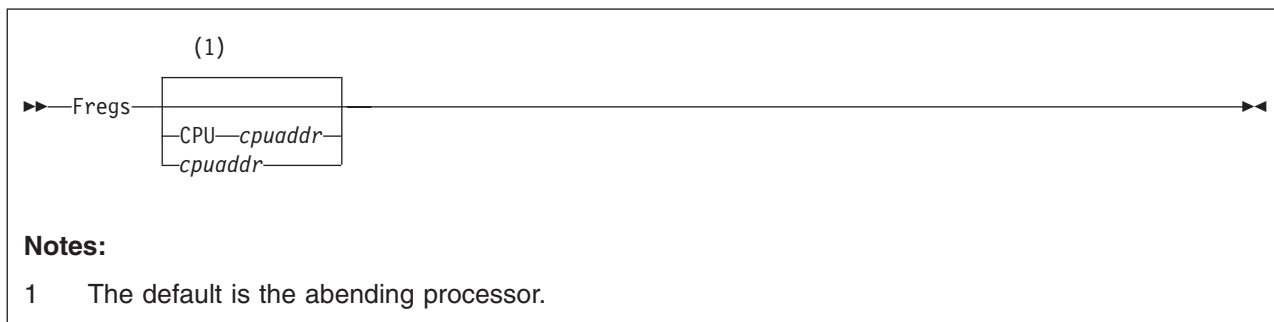 (1)
Fregs
CPU cpuaddr
cpuaddr
Notes:
1 The default is the abending processor.